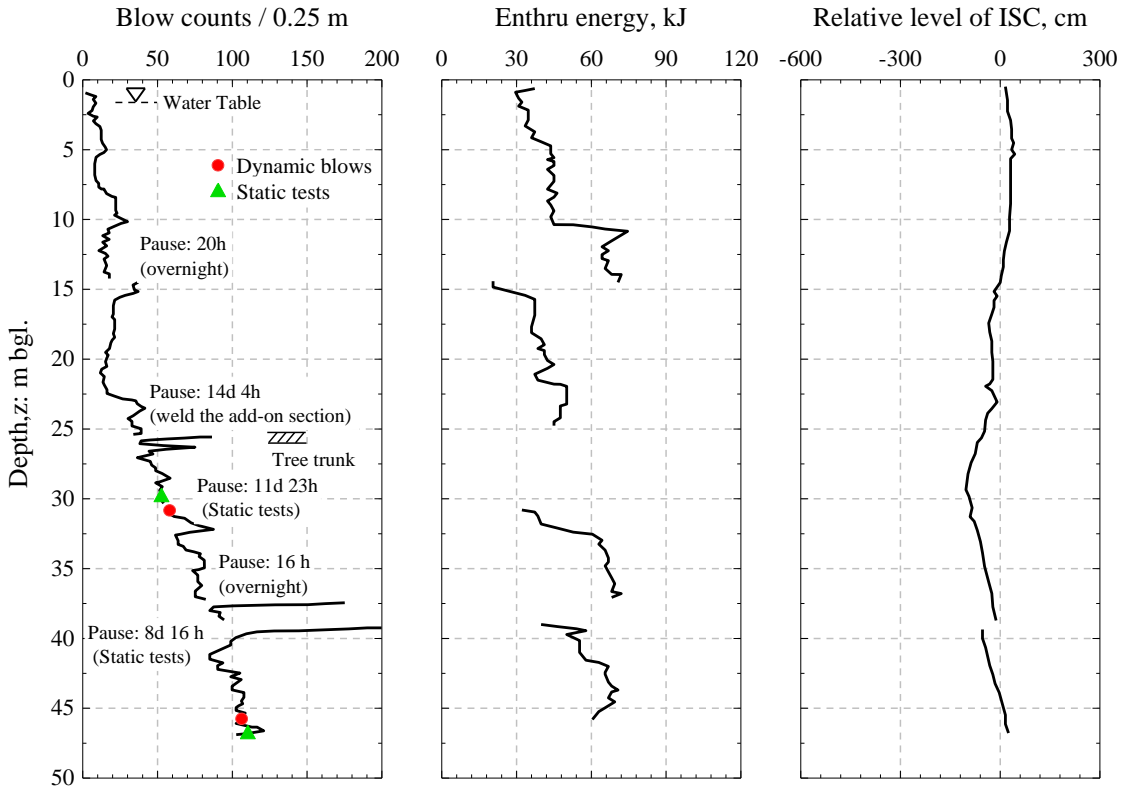 Blow counts / 0.25 m
Enthru energy, kJ
Relative level of ISC, cm
0 50 100 150 200
0 30 60 90 120
-600 -300 0 300
0
Water Table
5
Dynamic blows
Static tests
10
Pause: 20h
(overnight)
15
20
Pause: 14d 4h
(weld the add-on section)
25
Tree trunk
Pause: 11d 23h
(Static tests)
30
Pause: 16 h
(overnight)
35
Pause: 8d 16 h
(Static tests)
40
45
50
Depth,z: m bgl.